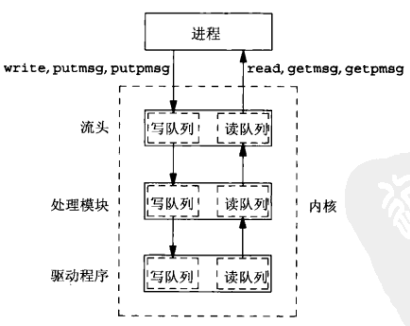 进程
write,putmsg,putpmsg
read,getmsg,getpmsg
流头
写队列
读队列
处理模块
写队列
读队列
内核
驱动程序
写队列
读队列